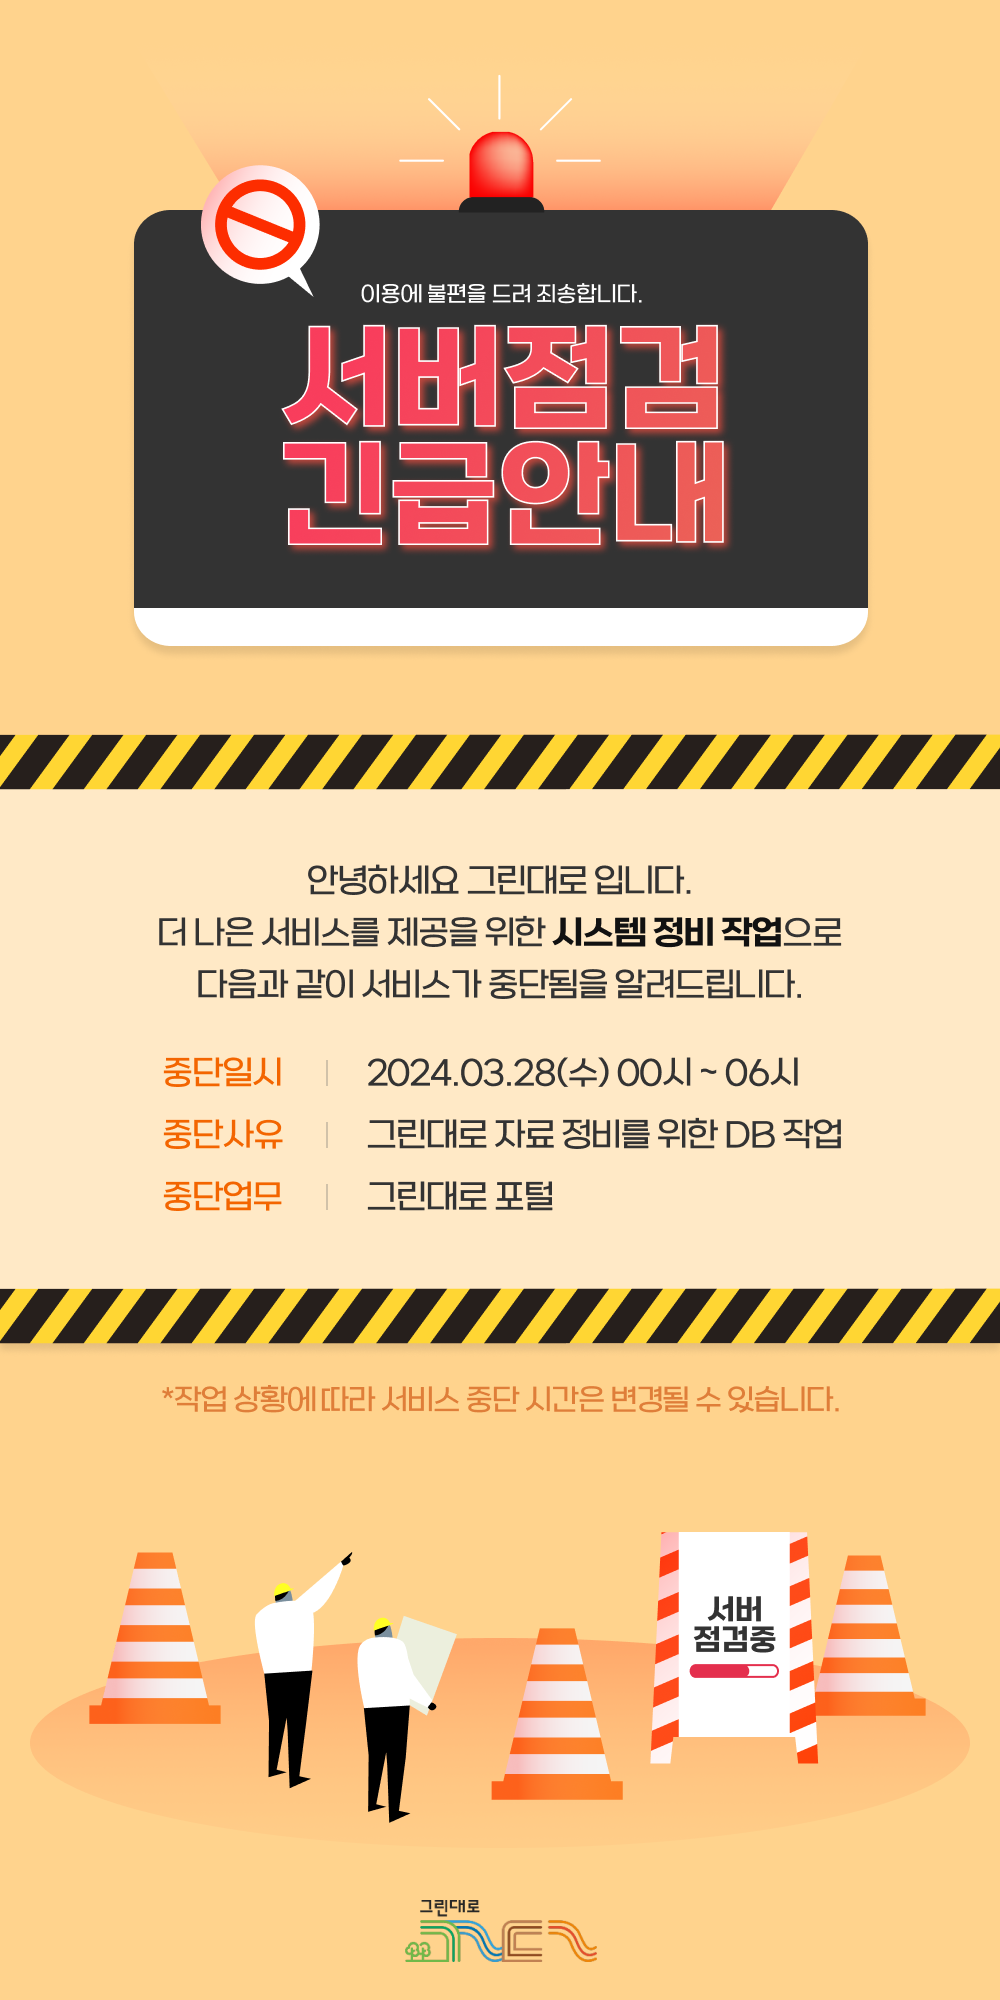 이용에 불편을 드려 죄송합니다.
서버점검
긴급안내
안녕하세요 그린대로 입니다.
더 나은 서비스를 제공을 위한 시스템 정비 작업으로
다음과 같이 서비스가 중단됨을 알려드립니다.
중단일시 | 2024.03.28(수) 00시 ~ 06시
중단사유 | 그린대로 자료 정비를 위한 DB 작업
중단업무 | 그린대로 포털
*작업 상황에 따라 서비스 중단 시간은 변경될 수 있습니다.
서버
점검중
그린대로